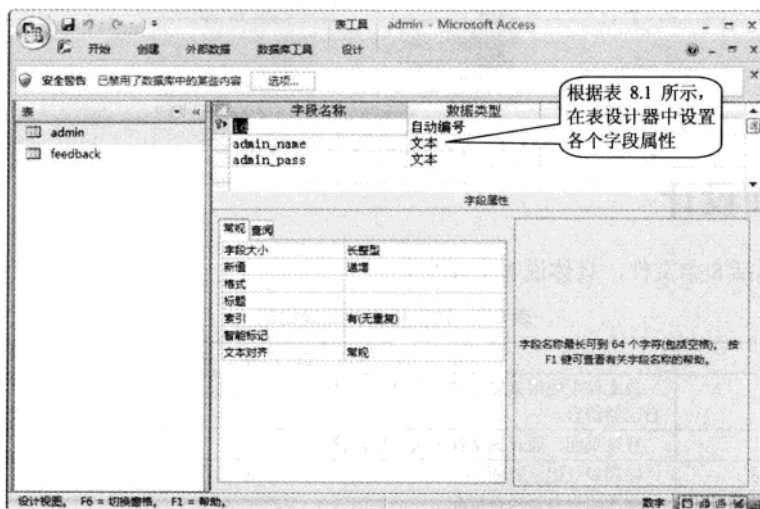 表工具 admin - Microsoft Access
开始 创建 外部数据 数据库工具 设计
安全警告 已禁用了数据库中的某些内容 选项...
表
admin
feedback
字段名称 数据类型
id 自动编号
admin_name 文本
admin_pass 文本
根据表 8.1 所示，
在表设计器中设置
各个字段属性
字段属性
常规 查阅
字段大小 长整型
新值 递增
格式
标题
索引 有(无重复)
智能标记
文本对齐 常规
字段名称最长可到 64 个字符(包括空格)。 按
F1 键可查看有关字段名称的帮助。
设计视图。 F6 = 切换窗格。 F1 = 帮助。
数字